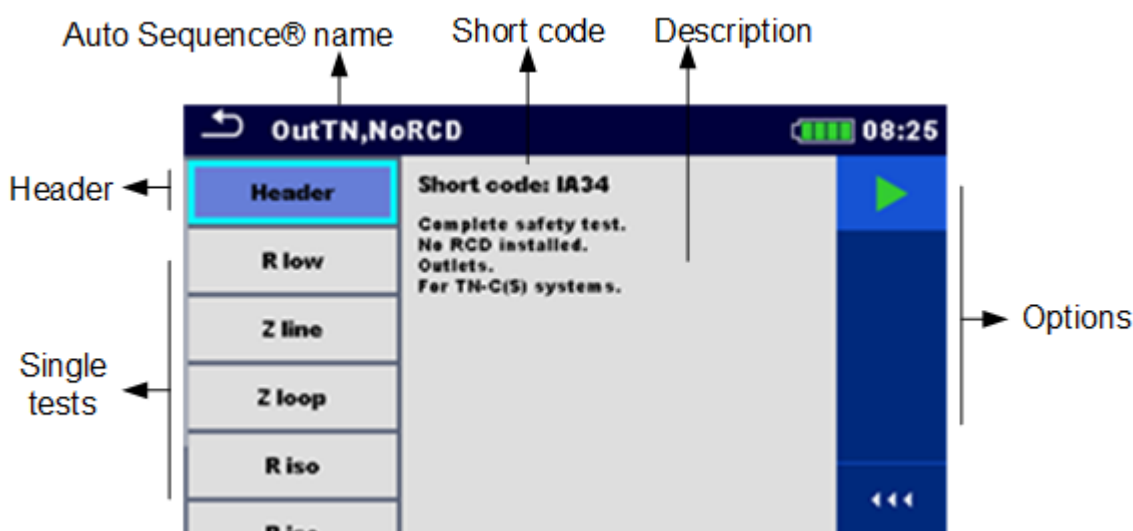 Auto Sequence® name
Short code
Description
OutTN,NoRCD
08:25
Header
Header
Short code: IA34
Complete safety test.
No RCD installed.
Outlets.
For TN-C(S) systems.
R low
Z line
Options
Single
tests
Z loop
R iso